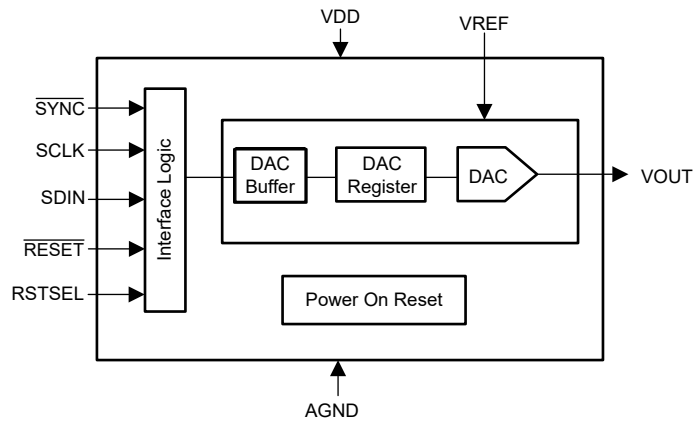 VDD
VREF
SYNC
SCLK
SDIN
RESET
RSTSEL
Interface Logic
DAC
Buffer
DAC
Register
DAC
VOUT
Power On Reset
AGND